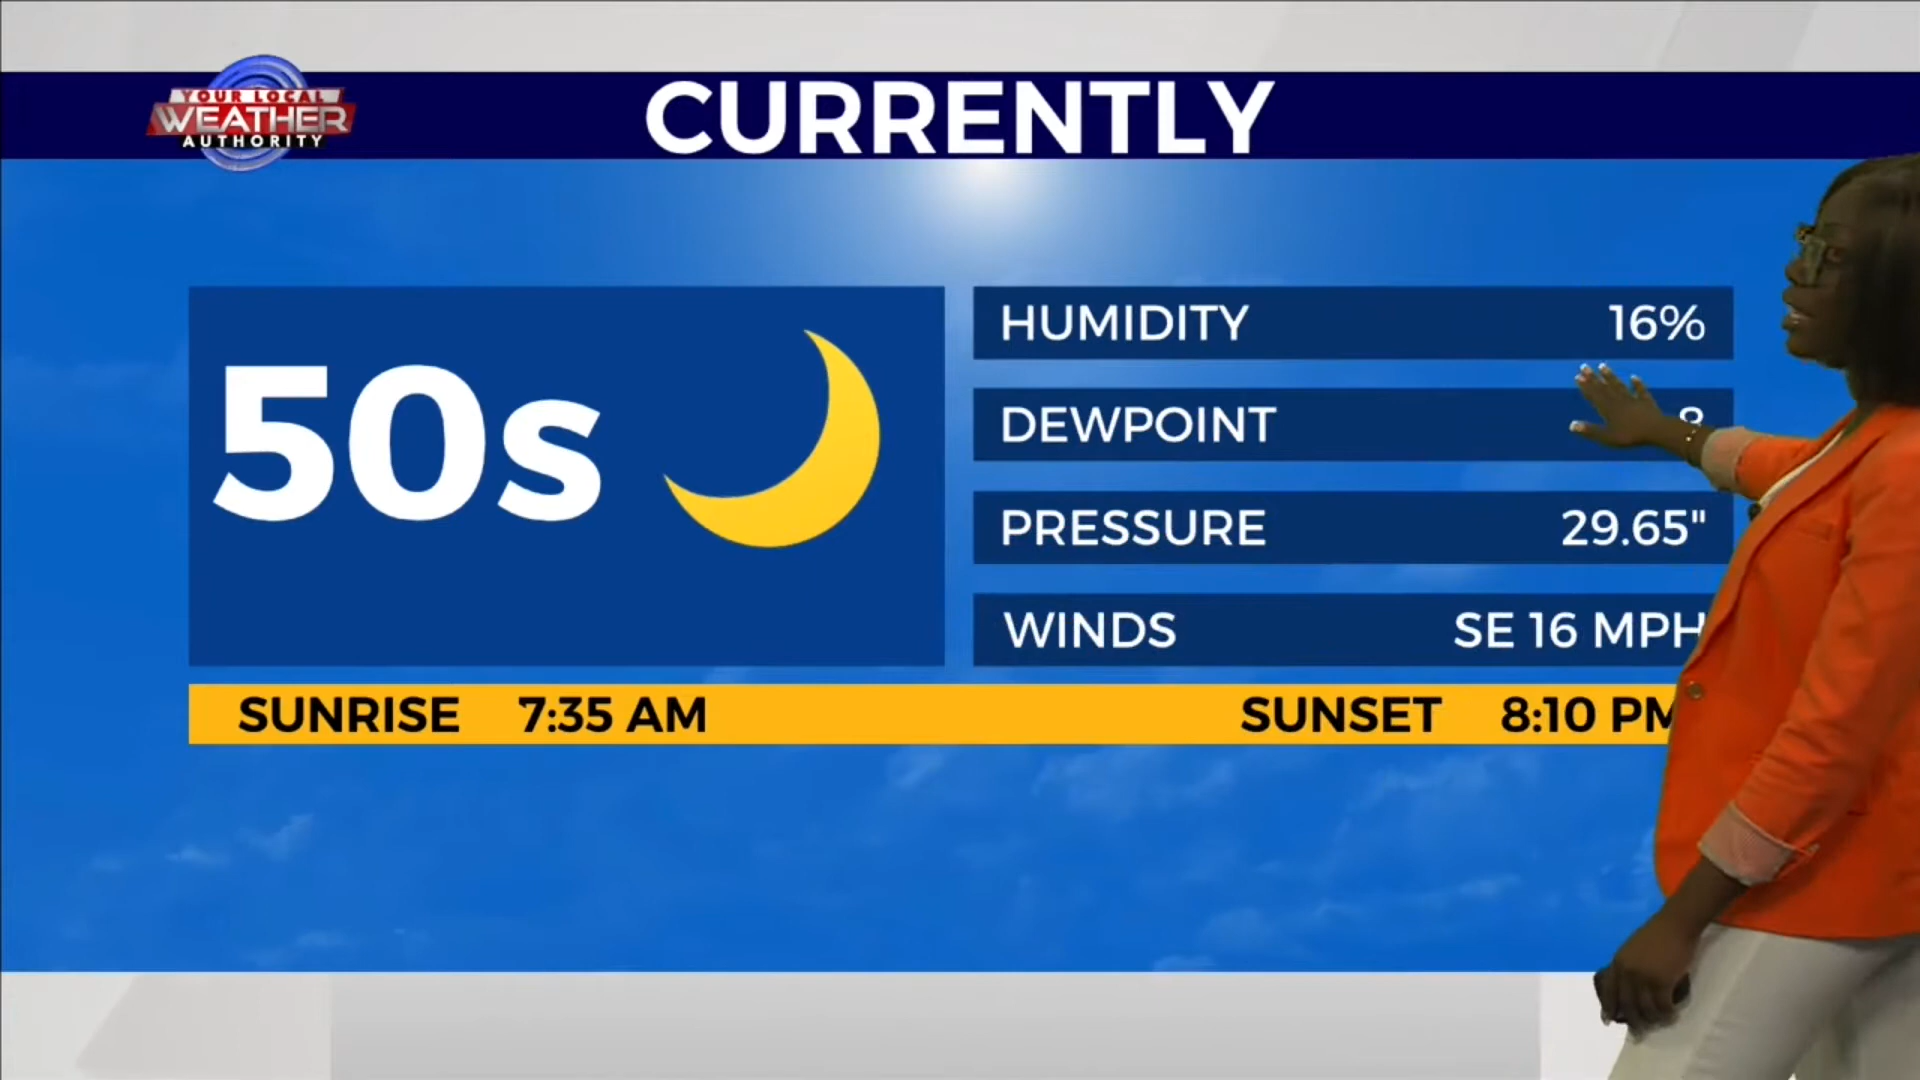 YOUR LOCAL
WEATHER
AUTHORITY
CURRENTLY
50s
HUMIDITY 16%
DEWPOINT
PRESSURE 29.65"
WINDS SE 16 MPH
SUNRISE 7:35 AM SUNSET 8:10 PM